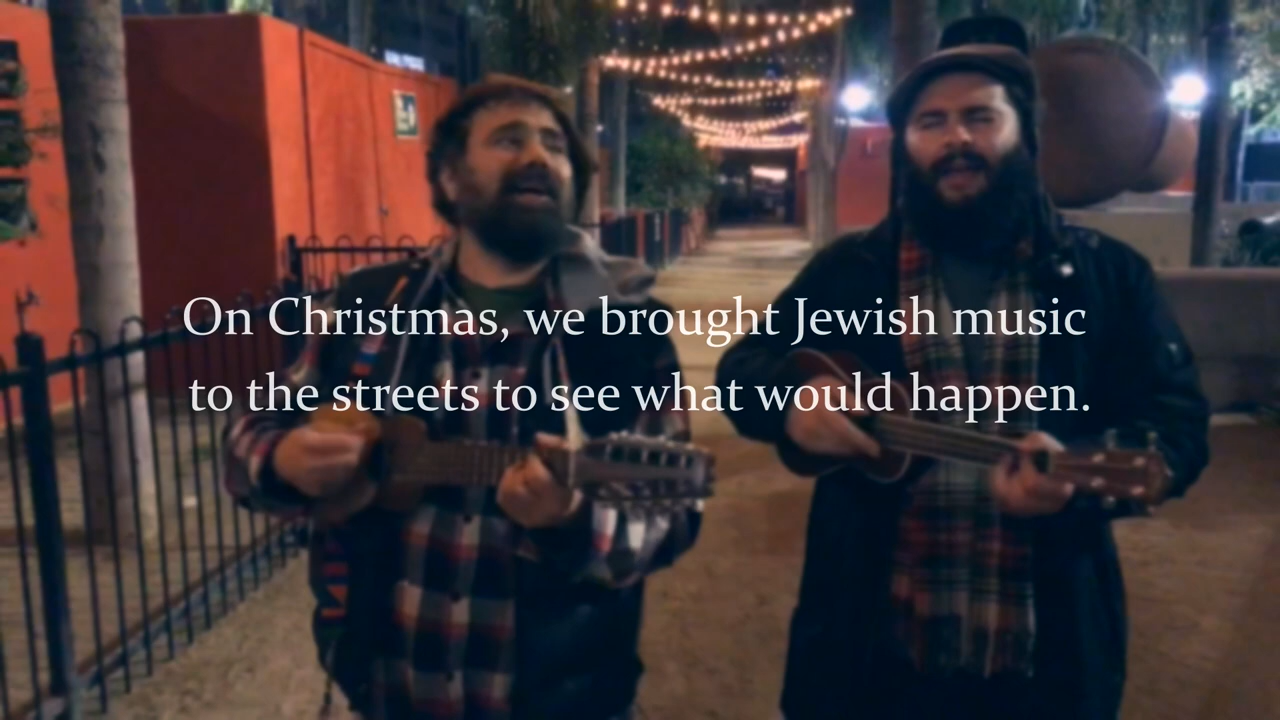 On Christmas, we brought Jewish music
to the streets to see what would happen.